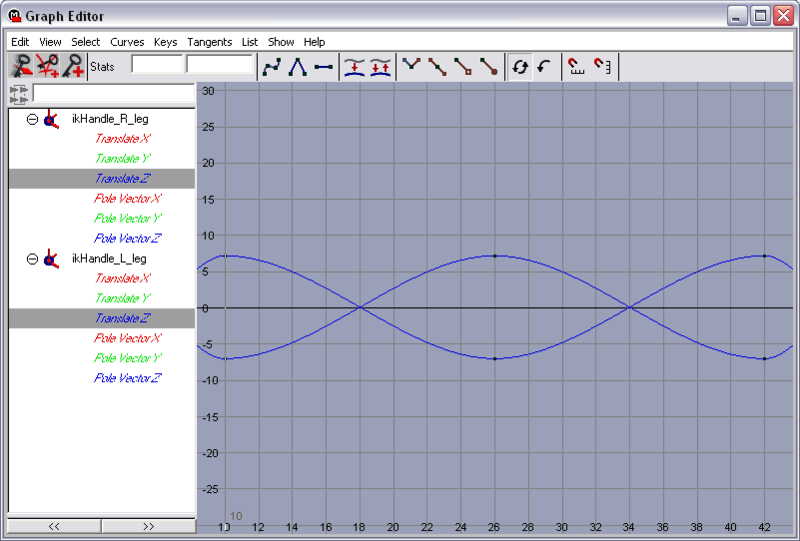 Graph Editor
Edit View Select Curves Keys Tangents List Show Help
Stats
ikHandle_R_leg
Translate X
Translate Y
Translate Z
Pole Vector X
Pole Vector Y
Pole Vector Z
ikHandle_L_leg
Translate X
Translate Y
Translate Z
Pole Vector X
Pole Vector Y
Pole Vector Z
<< >>
30
25
20
15
10
5
0
-5
-10
-15
-20
-25
10
10 12 14 16 18 20 22 24 26 28 30 32 34 36 38 40 42